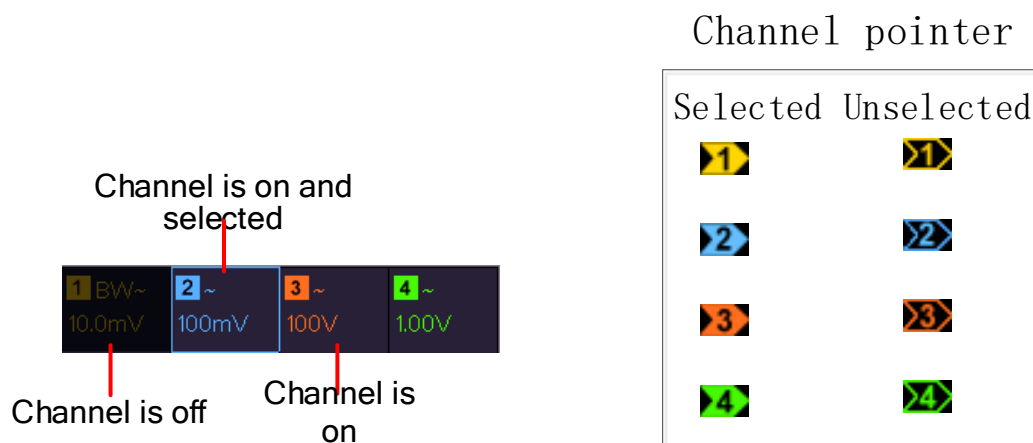 Channel pointer
Selected Unselected
1 1
2 2
3 3
4 4
Channel is on and
selected
1 BW~ 2 ~ 3 ~ 4 ~
10.0mV 100mV 100V 1.00V
Channel is off
Channel is
on